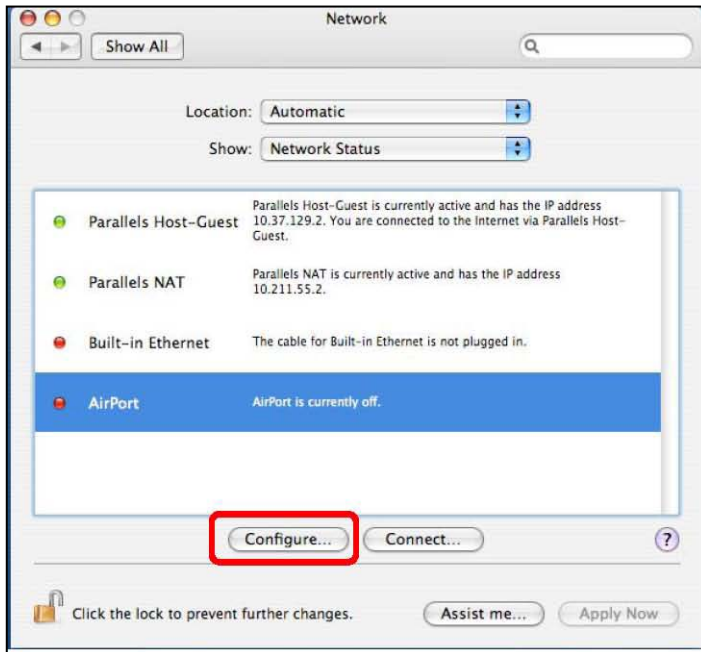 Network
Show All
Location: Automatic
Show: Network Status
Parallels Host-Guest is currently active and has the IP address
Parallels Host-Guest 10.37.129.2. You are connected to the Internet via Parallels Host-
Guest.
Parallels NAT is currently active and has the IP address
Parallels NAT
10.211.55.2.
Built-in Ethernet The cable for Built-in Ethernet is not plugged in.
AirPort AirPort is currently off.
Configure... Connect... ?
Click the lock to prevent further changes. Assist me... Apply Now